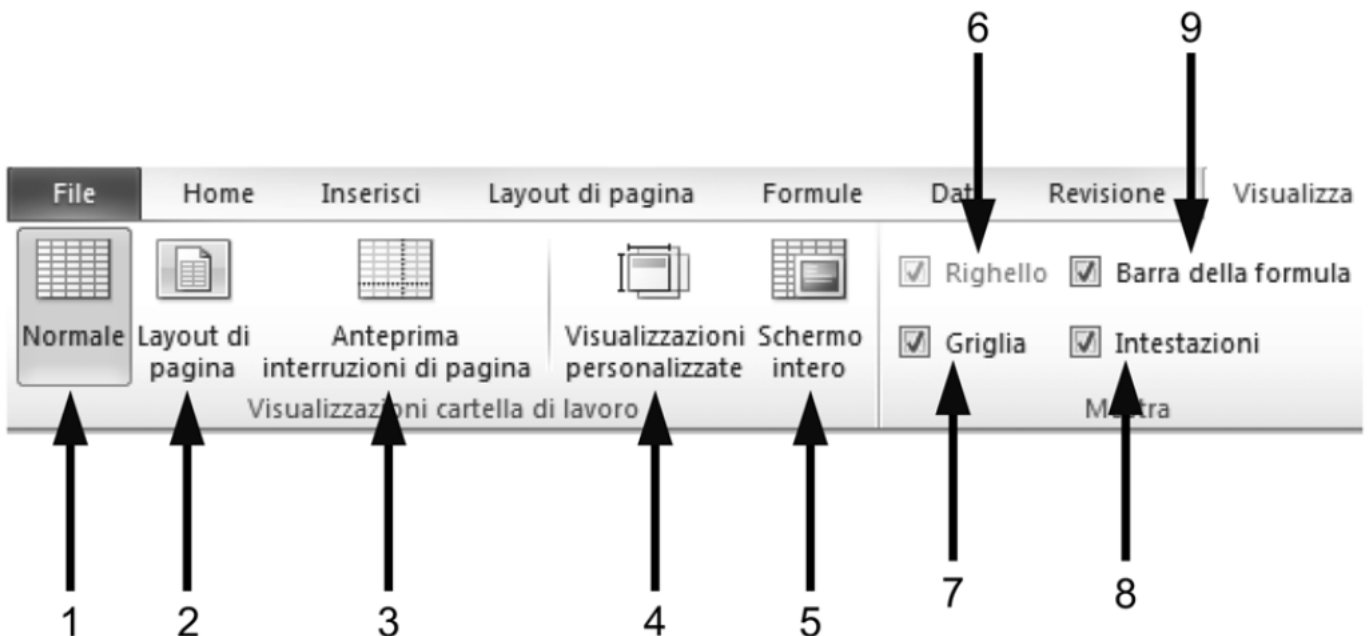 6 9
File Home Inserisci Layout di pagina Formule Dati Revisione Visualizza
Righello Barra della formula
Normale Layout di pagina Anteprima interruzioni di pagina Visualizzazioni personalizzate Schermo intero Griglia Intestazioni
Visualizzazioni cartella di lavoro Mostra
1 2 3 4 5 7 8